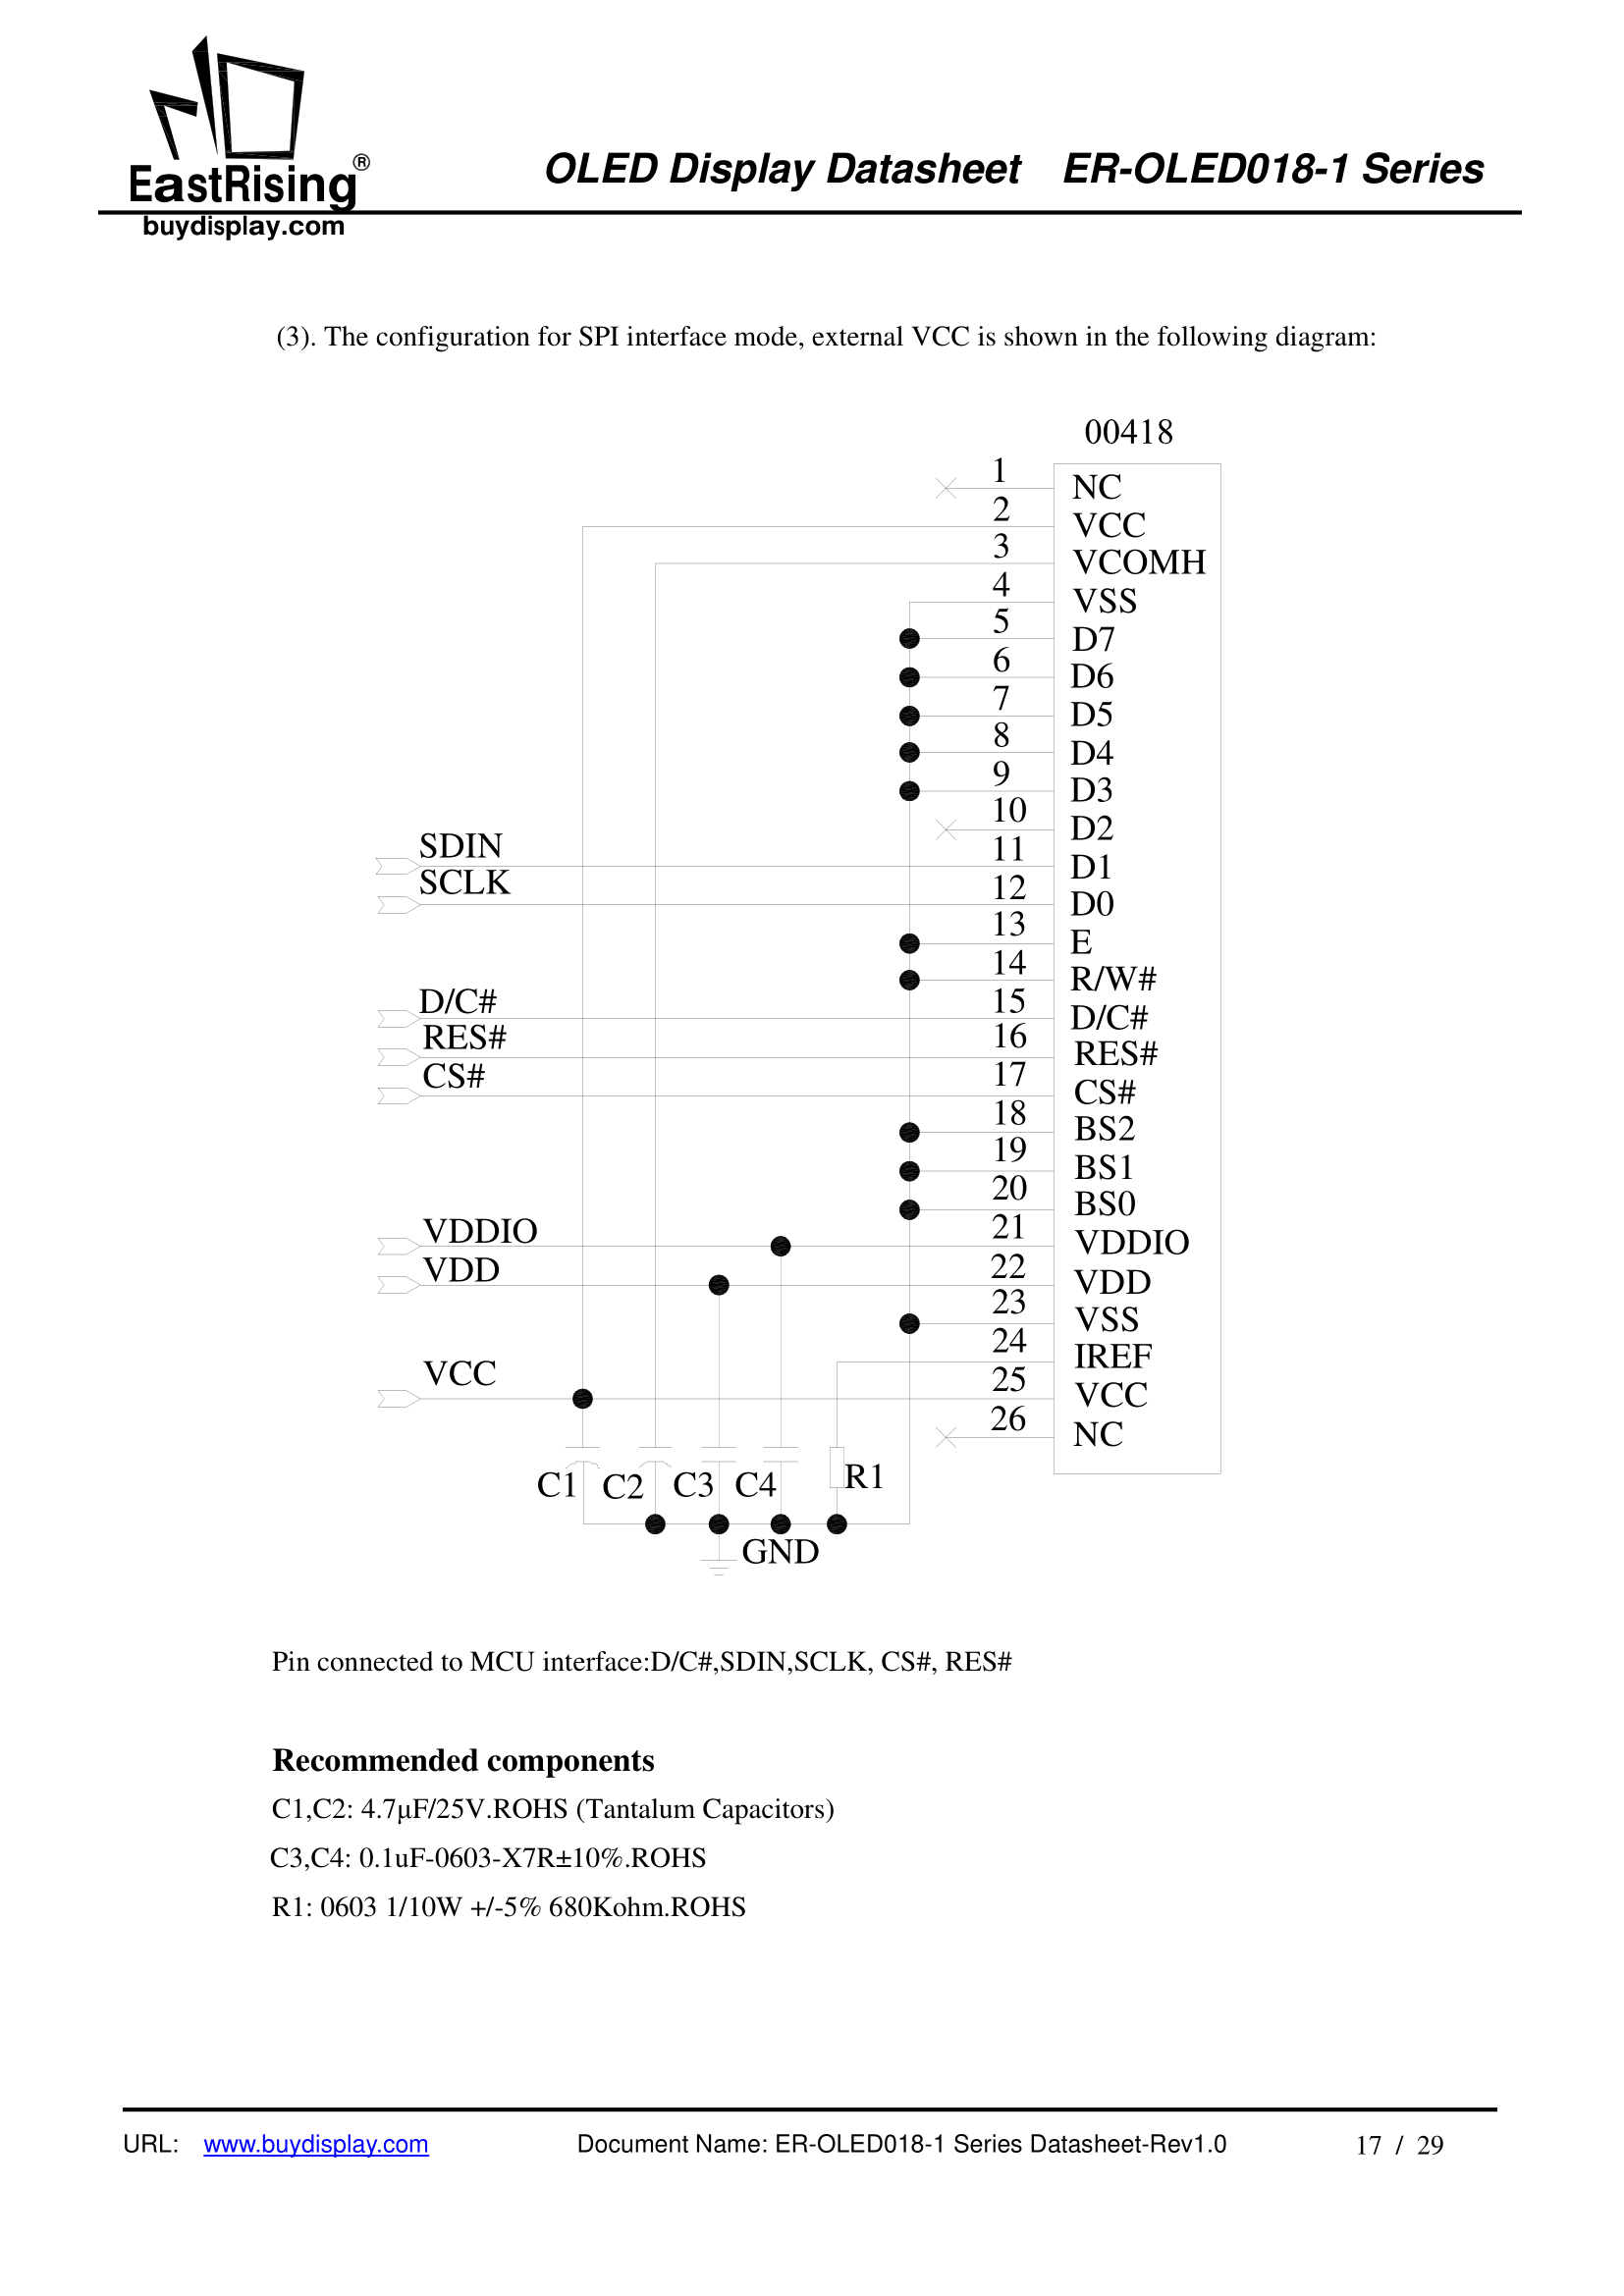 EastRising®
buydisplay.com
OLED Display Datasheet ER-OLED018-1 Series
(3). The configuration for SPI interface mode, external VCC is shown in the following diagram:
00418
1 NC
2 VCC
3 VCOMH
4 VSS
5 D7
6 D6
7 D5
8 D4
9 D3
10 D2
SDIN 11 D1
SCLK 12 D0
13 E
14 R/W#
D/C# 15 D/C#
RES# 16 RES#
CS# 17 CS#
18 BS2
19 BS1
20 BS0
VDDIO 21 VDDIO
VDD 22 VDD
23 VSS
24 IREF
VCC 25 VCC
26 NC
C1 C2 C3 C4 R1
GND
Pin connected to MCU interface:D/C#,SDIN,SCLK, CS#, RES#
Recommended components
C1,C2: 4.7μF/25V.ROHS (Tantalum Capacitors)
C3,C4: 0.1uF-0603-X7R±10%.ROHS
R1: 0603 1/10W +/-5% 680Kohm.ROHS
URL: www.buydisplay.com Document Name: ER-OLED018-1 Series Datasheet-Rev1.0 17 / 29